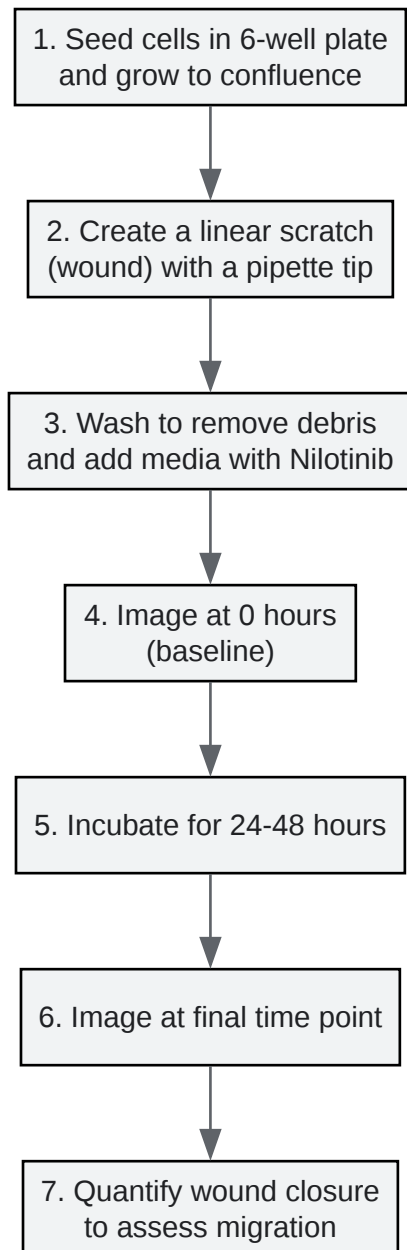 1. Seed cells in 6-well plate
and grow to confluence
2. Create a linear scratch
(wound) with a pipette tip
3. Wash to remove debris
and add media with Nilotinib
4. Image at 0 hours
(baseline)
5. Incubate for 24-48 hours
6. Image at final time point
7. Quantify wound closure
to assess migration